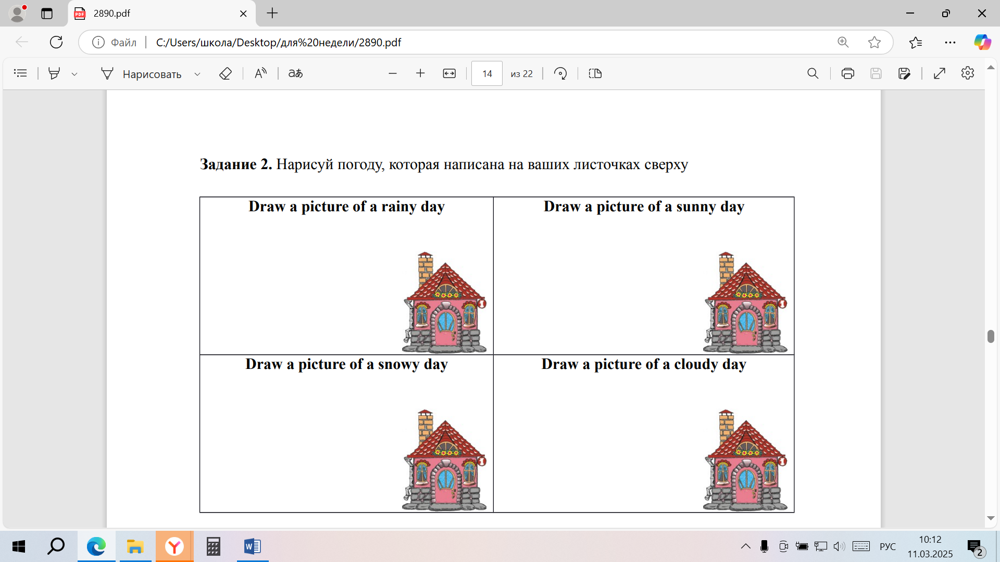 2890.pdf
Файл
C:/Users/школа/Desktop/для%20недели/2890.pdf
Нарисовать
14
из 22
Задание 2. Нарисуй погоду, которая написана на ваших листочках сверху
Draw a picture of a rainy day
Draw a picture of a sunny day
Draw a picture of a snowy day
Draw a picture of a cloudy day
РУС
10:12
11.03.2025
2